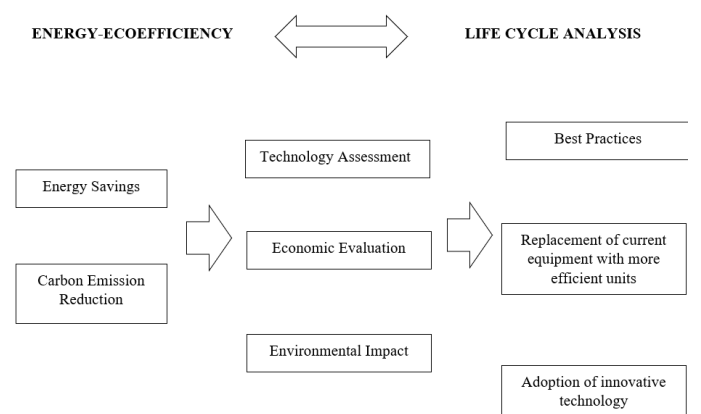 ENERGY-ECOEFFICIENCY
LIFE CYCLE ANALYSIS
Energy Savings
Carbon Emission
Reduction
Technology Assessment
Economic Evaluation
Environmental Impact
Best Practices
Replacement of current
equipment with more
efficient units
Adoption of innovative
technology